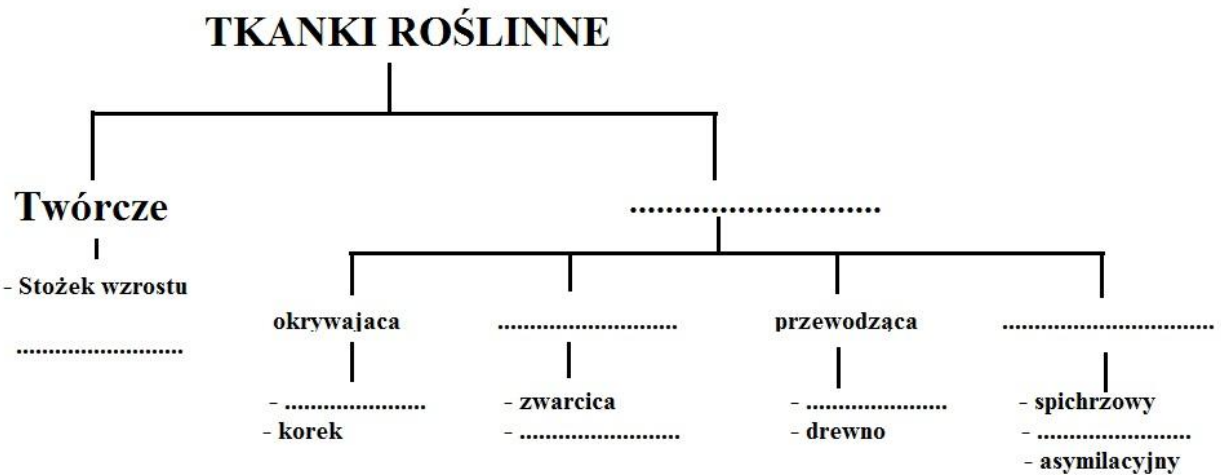 TKANKI ROŚLINNE
Twórcze
...........................
- Stożek wzrostu
..........................
okrywajaca
............................
przewodząca
.................................
- ......................
- korek
- zwarcica
- .........................
- ......................
- drewno
- spichrzowy
- ........................
- asymilacyjny